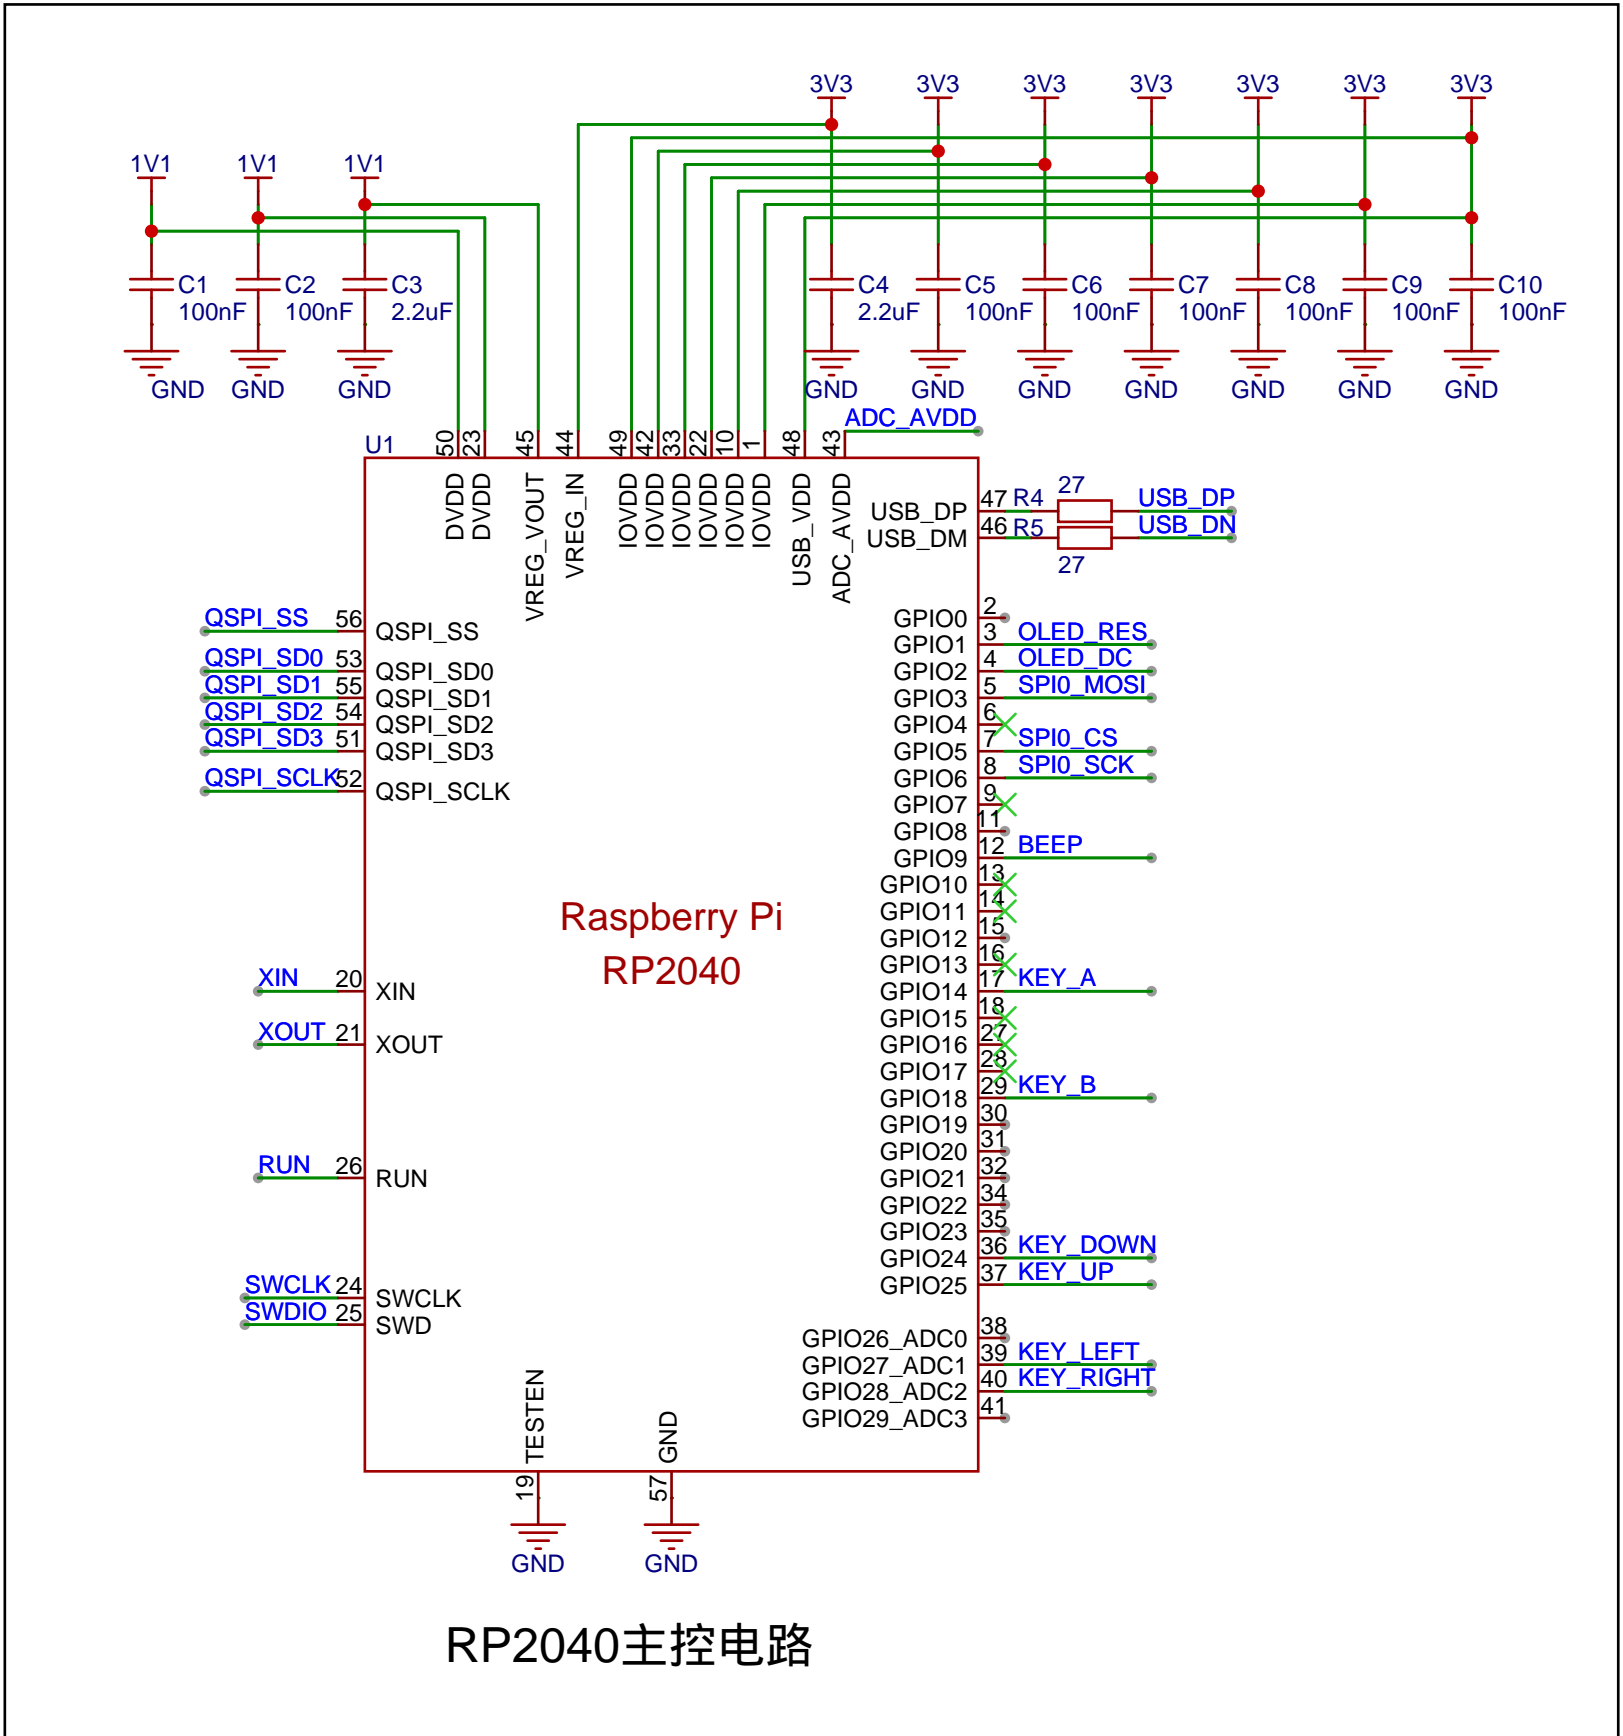 3V3 3V3 3V3 3V3 3V3 3V3 3V3
1V1 1V1 1V1
C1 C2 C3 C4 C5 C6 C7 C8 C9 C10
100nF 100nF 2.2uF 2.2uF 100nF 100nF 100nF 100nF 100nF 100nF
GND GND GND GND GND GND GND GND GND GND
ADC_AVDD
U1
50 23 45 44 49 42 33 22 10 1 48 43
DVDD DVDD VREG_VOUT VREG_IN IOVDD IOVDD IOVDD IOVDD IOVDD IOVDD USB_VDD ADC_AVDD
27
USB_DP 47 R4 USB_DP
USB_DM 46 R5 USB_DN
27
QSPI_SS 56 QSPI_SS
QSPI_SD0 53 QSPI_SD0
QSPI_SD1 55 QSPI_SD1
QSPI_SD2 54 QSPI_SD2
QSPI_SD3 51 QSPI_SD3
QSPI_SCLK 52 QSPI_SCLK
XIN 20 XIN
XOUT 21 XOUT
RUN 26 RUN
SWCLK 24 SWCLK
SWDIO 25 SWD
Raspberry Pi
RP2040
GPIO0 2
GPIO1 3 OLED_RES
GPIO2 4 OLED_DC
GPIO3 5 SPI0_MOSI
GPIO4 6
GPIO5 7 SPI0_CS
GPIO6 8 SPI0_SCK
GPIO7 9
GPIO8 11
GPIO9 12 BEEP
GPIO10 13
GPIO11 14
GPIO12 15
GPIO13 16
GPIO14 17 KEY_A
GPIO15 18
GPIO16 27
GPIO17 28
GPIO18 29 KEY_B
GPIO19 30
GPIO20 31
GPIO21 32
GPIO22 34
GPIO23 35
GPIO24 36 KEY_DOWN
GPIO25 37 KEY_UP
GPIO26_ADC0 38
GPIO27_ADC1 39 KEY_LEFT
GPIO28_ADC2 40 KEY_RIGHT
GPIO29_ADC3 41
TESTEN GND
19 57
GND GND
RP2040主控电路